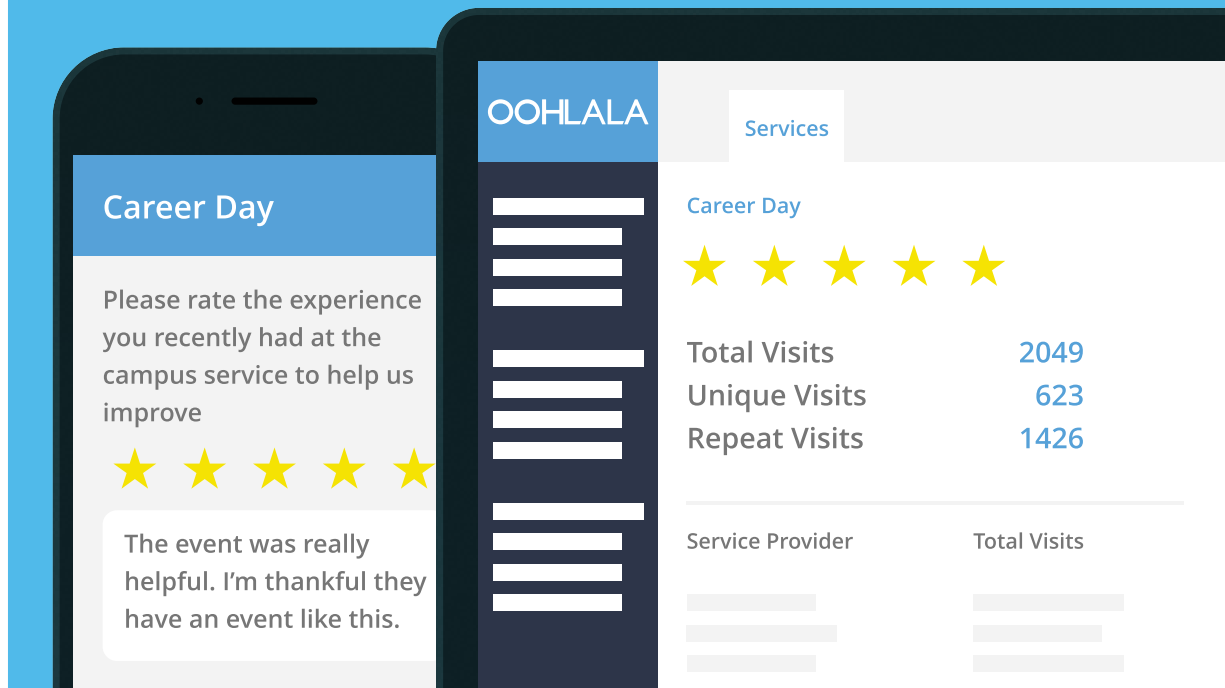 Career Day
Please rate the experience
you recently had at the
campus service to help us
improve
The event was really
helpful. I’m thankful they
have an event like this.
OOHLALA
Services
Career Day
Total Visits 2049
Unique Visits 623
Repeat Visits 1426
Service Provider Total Visits